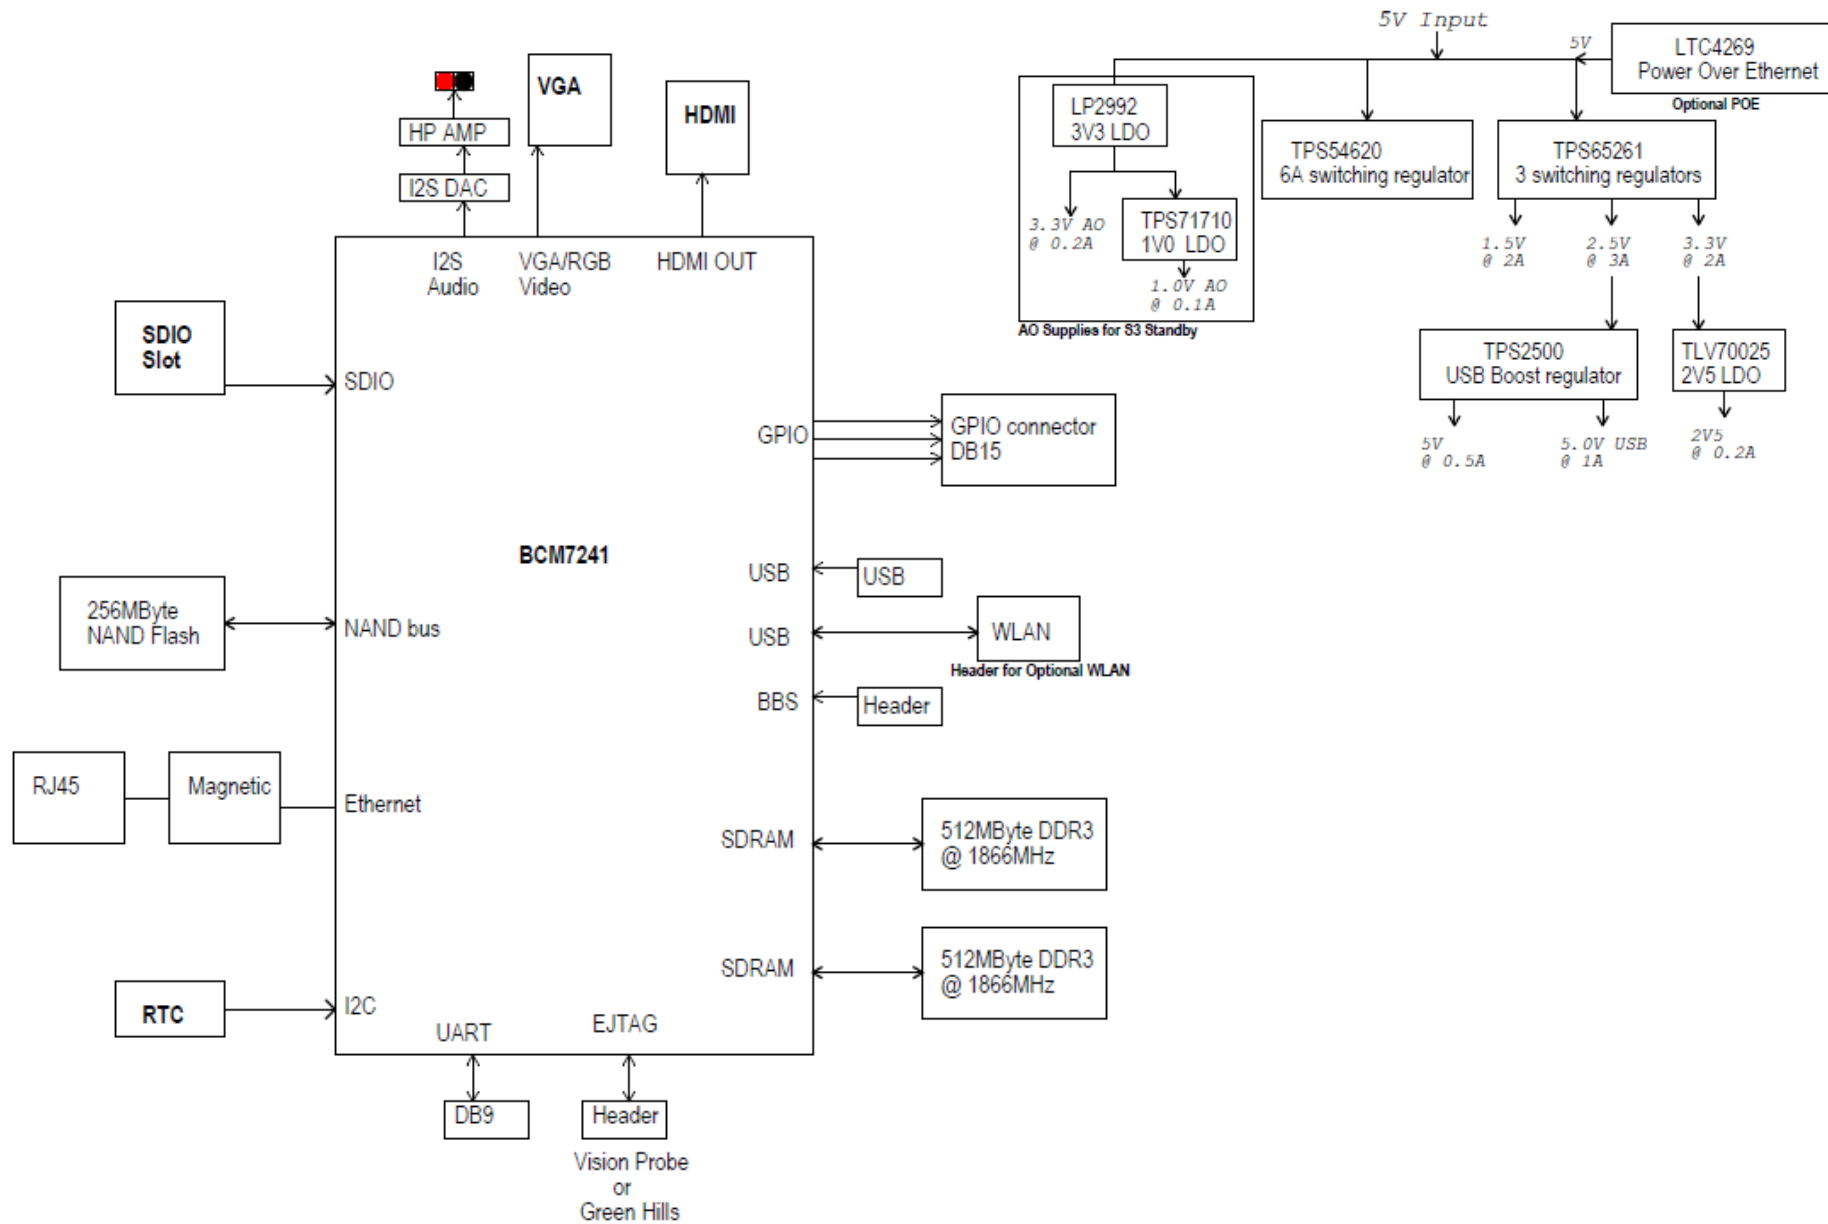 5V Input
5V
LTC4269
Power Over Ethernet
Optional POE
VGA
HDMI
HP AMP
I2S DAC
LP2992
3V3 LDO
TPS54620
6A switching regulator
TPS65261
3 switching regulators
3.3V AO
@ 0.2A
TPS71710
1V0 LDO
1.0V AO
@ 0.1A
AO Supplies for S3 Standby
1.5V
@ 2A
2.5V
@ 3A
3.3V
@ 2A
TPS2500
USB Boost regulator
TLV70025
2V5 LDO
5V
@ 0.5A
5.0V USB
@ 1A
2V5
@ 0.2A
I2S
Audio
VGA/RGB
Video
HDMI OUT
SDIO
Slot
SDIO
GPIO
GPIO connector
DB15
BCM7241
USB
USB
256MByte
NAND Flash
NAND bus
USB
WLAN
Header for Optional WLAN
BBS
Header
RJ45
Magnetic
Ethernet
SDRAM
512MByte DDR3
@ 1866MHz
SDRAM
512MByte DDR3
@ 1866MHz
RTC
I2C
UART
EJTAG
DB9
Header
Vision Probe
or
Green Hills